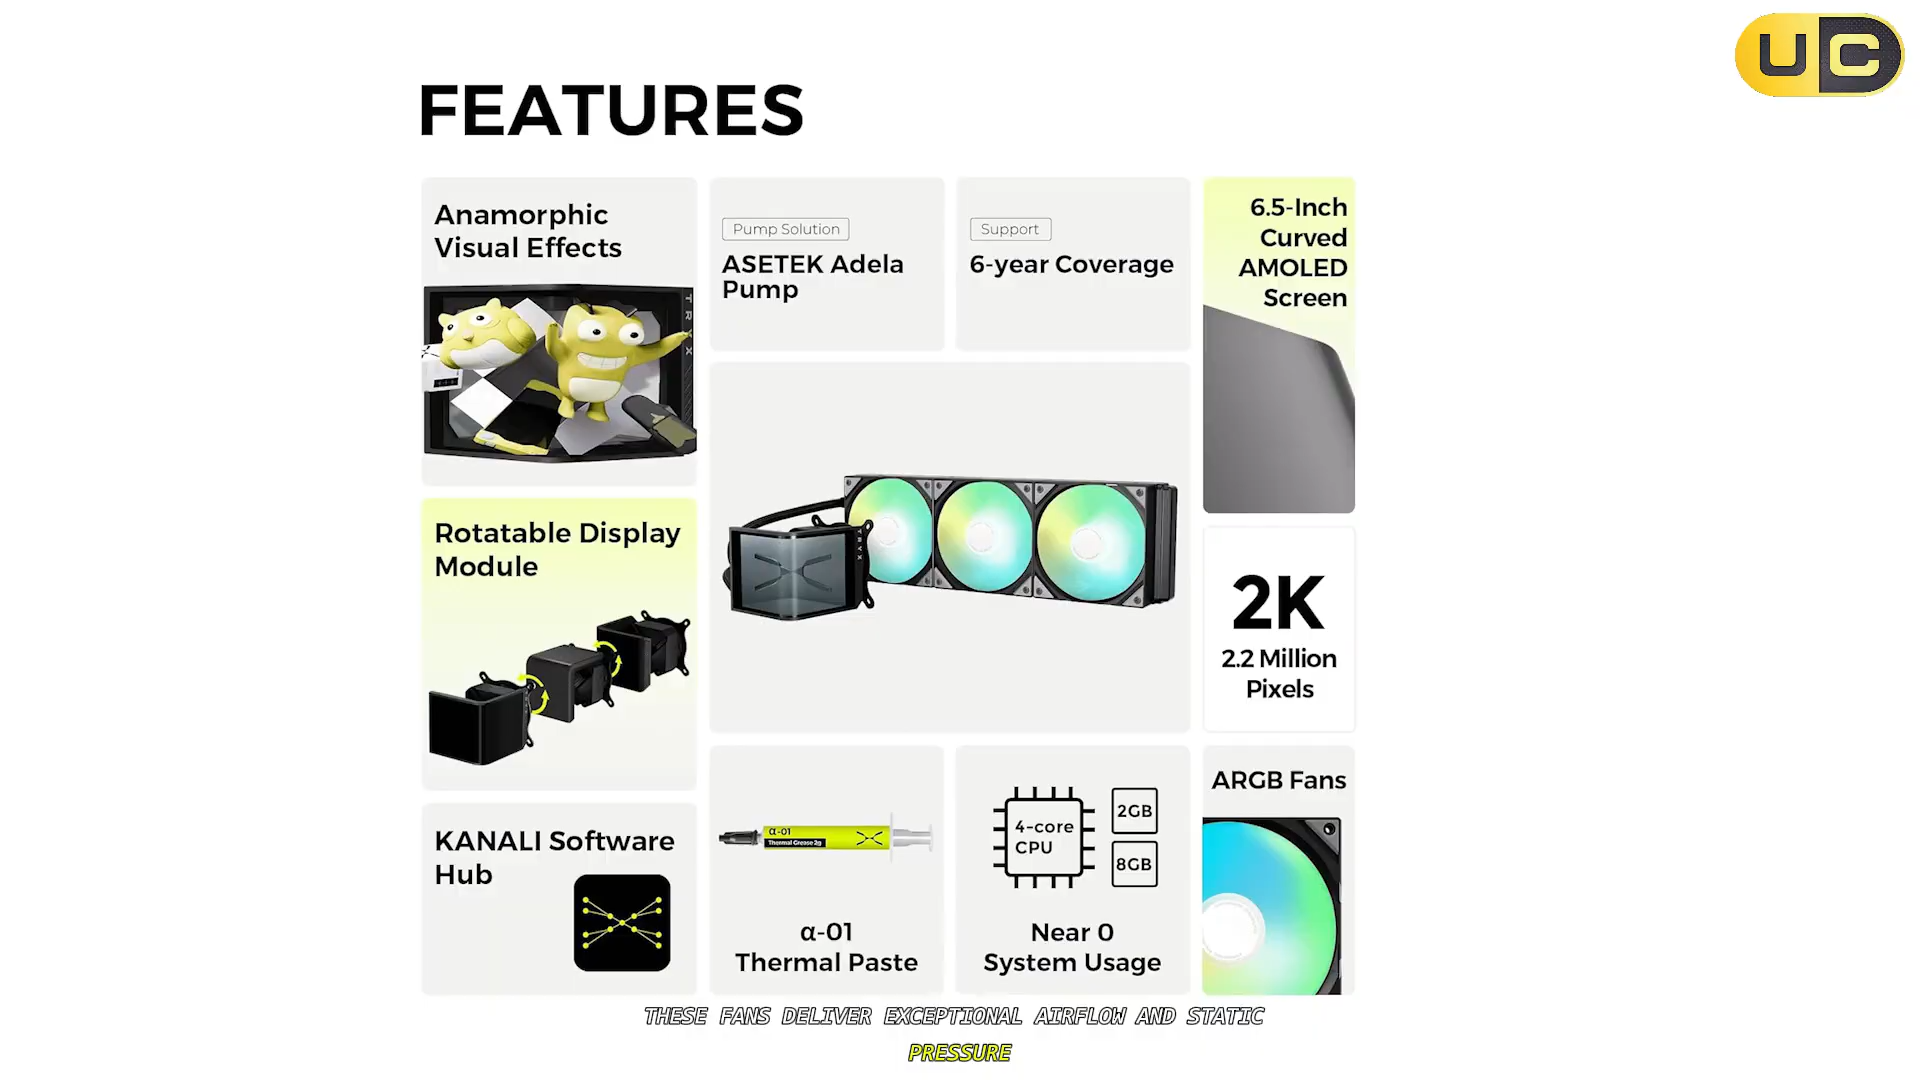 UC
FEATURES
Anamorphic
Visual Effects
TRYX
Pump Solution
ASETEK Adela
Pump
Support
6-year Coverage
6.5-Inch
Curved
AMOLED
Screen
Rotatable Display
Module
TRYX
2K
2.2 Million
Pixels
KANALI Software
Hub
α-01
Thermal Grease 2g
α-01
Thermal Paste
4-core
CPU
2GB
8GB
Near 0
System Usage
ARGB Fans
THESE FANS DELIVER EXCEPTIONAL AIRFLOW AND STATIC
PRESSURE